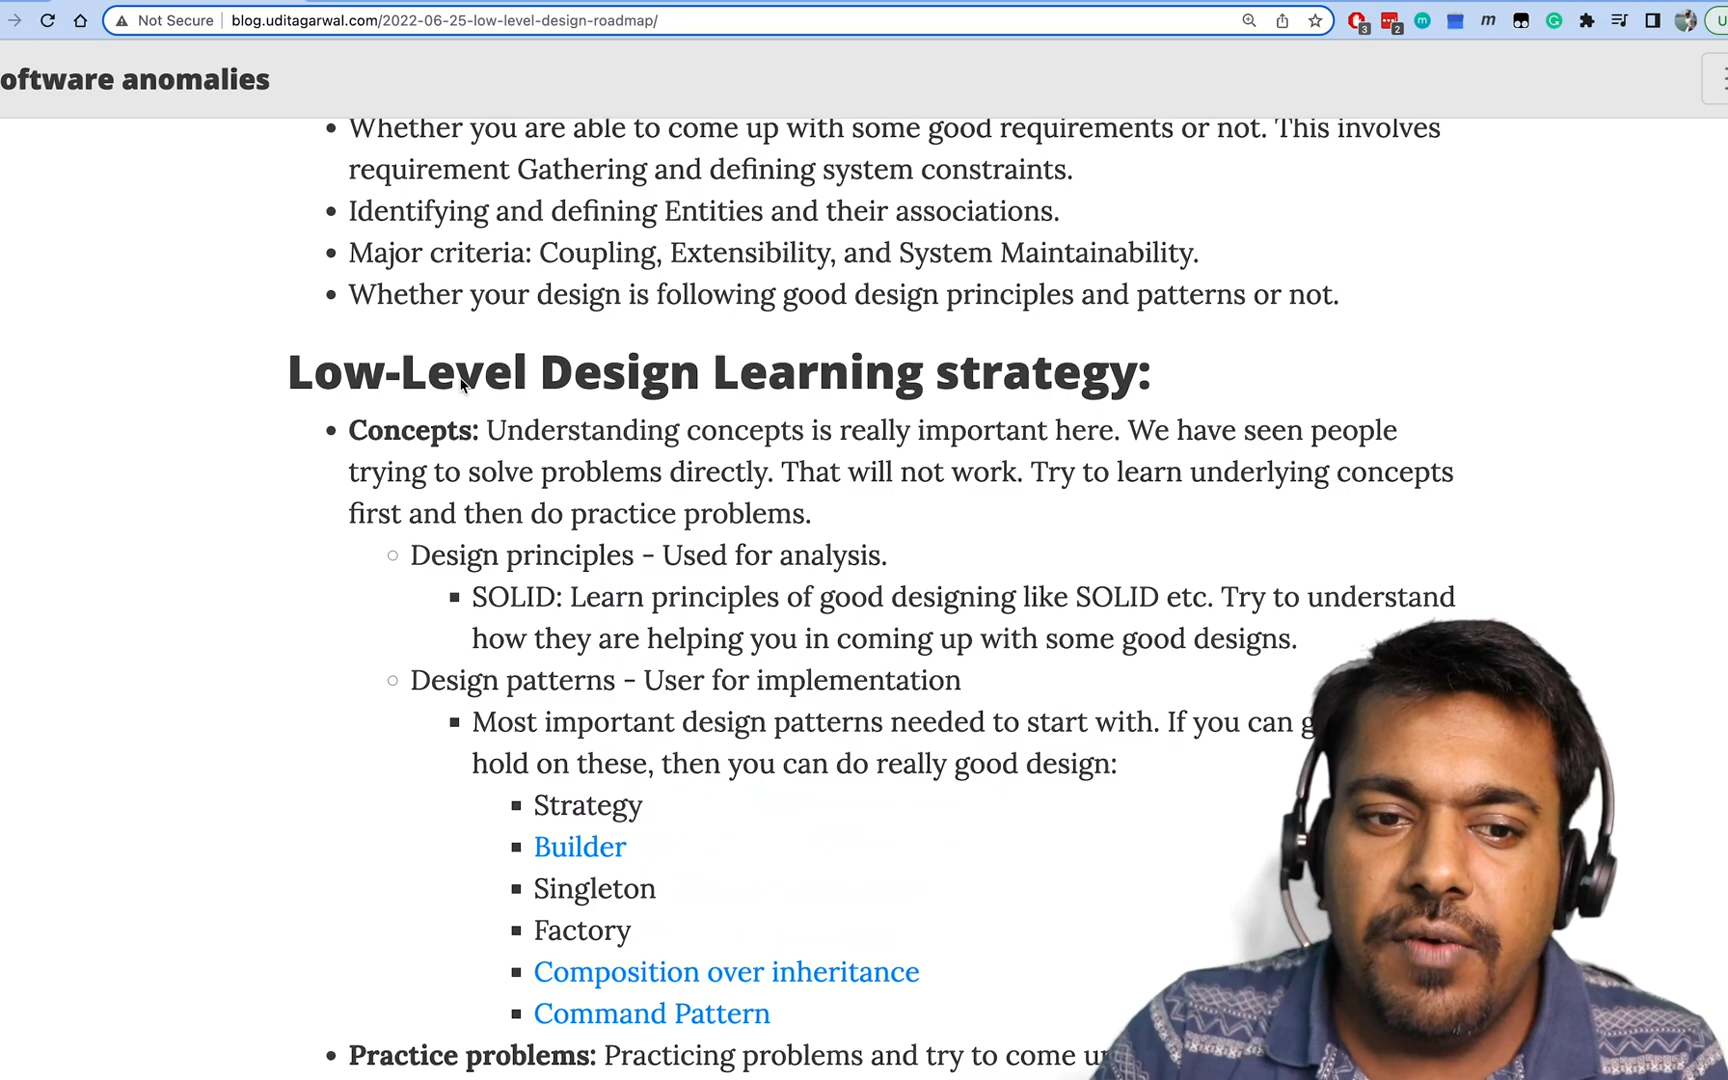 Not Secure | blog.uditagarwal.com/2022-06-25-low-level-design-roadmap/
3
2
m
m
G
U
oftware anomalies
• Whether you are able to come up with some good requirements or not. This involves
requirement Gathering and defining system constraints.
• Identifying and defining Entities and their associations.
• Major criteria: Coupling, Extensibility, and System Maintainability.
• Whether your design is following good design principles and patterns or not.
Low-Level Design Learning strategy:
• Concepts: Understanding concepts is really important here. We have seen people
trying to solve problems directly. That will not work. Try to learn underlying concepts
first and then do practice problems.
◦ Design principles - Used for analysis.
▪ SOLID: Learn principles of good designing like SOLID etc. Try to understand
how they are helping you in coming up with some good designs.
◦ Design patterns - User for implementation
▪ Most important design patterns needed to start with. If you can g
hold on these, then you can do really good design:
▪ Strategy
▪ Builder
▪ Singleton
▪ Factory
▪ Composition over inheritance
▪ Command Pattern
• Practice problems: Practicing problems and try to come u